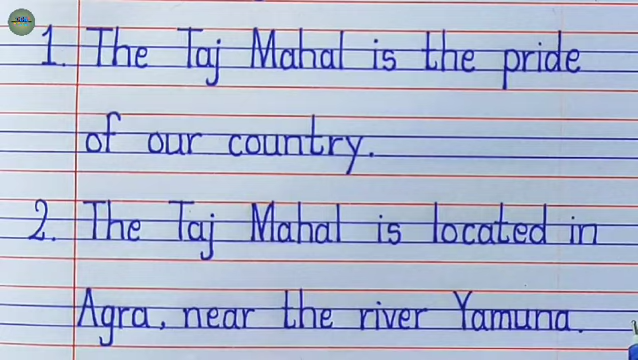 1. The Taj Mahal is the pride
of our country.
2. The Taj Mahal is located in
Agra, near the river Yamuna.